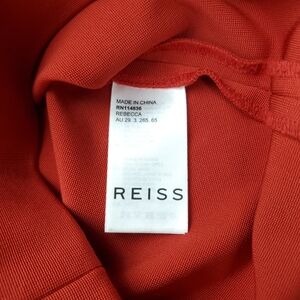 MADE IN CHINA
RN114836
REBECCA
AU 29. 3. 265. 65
REISS